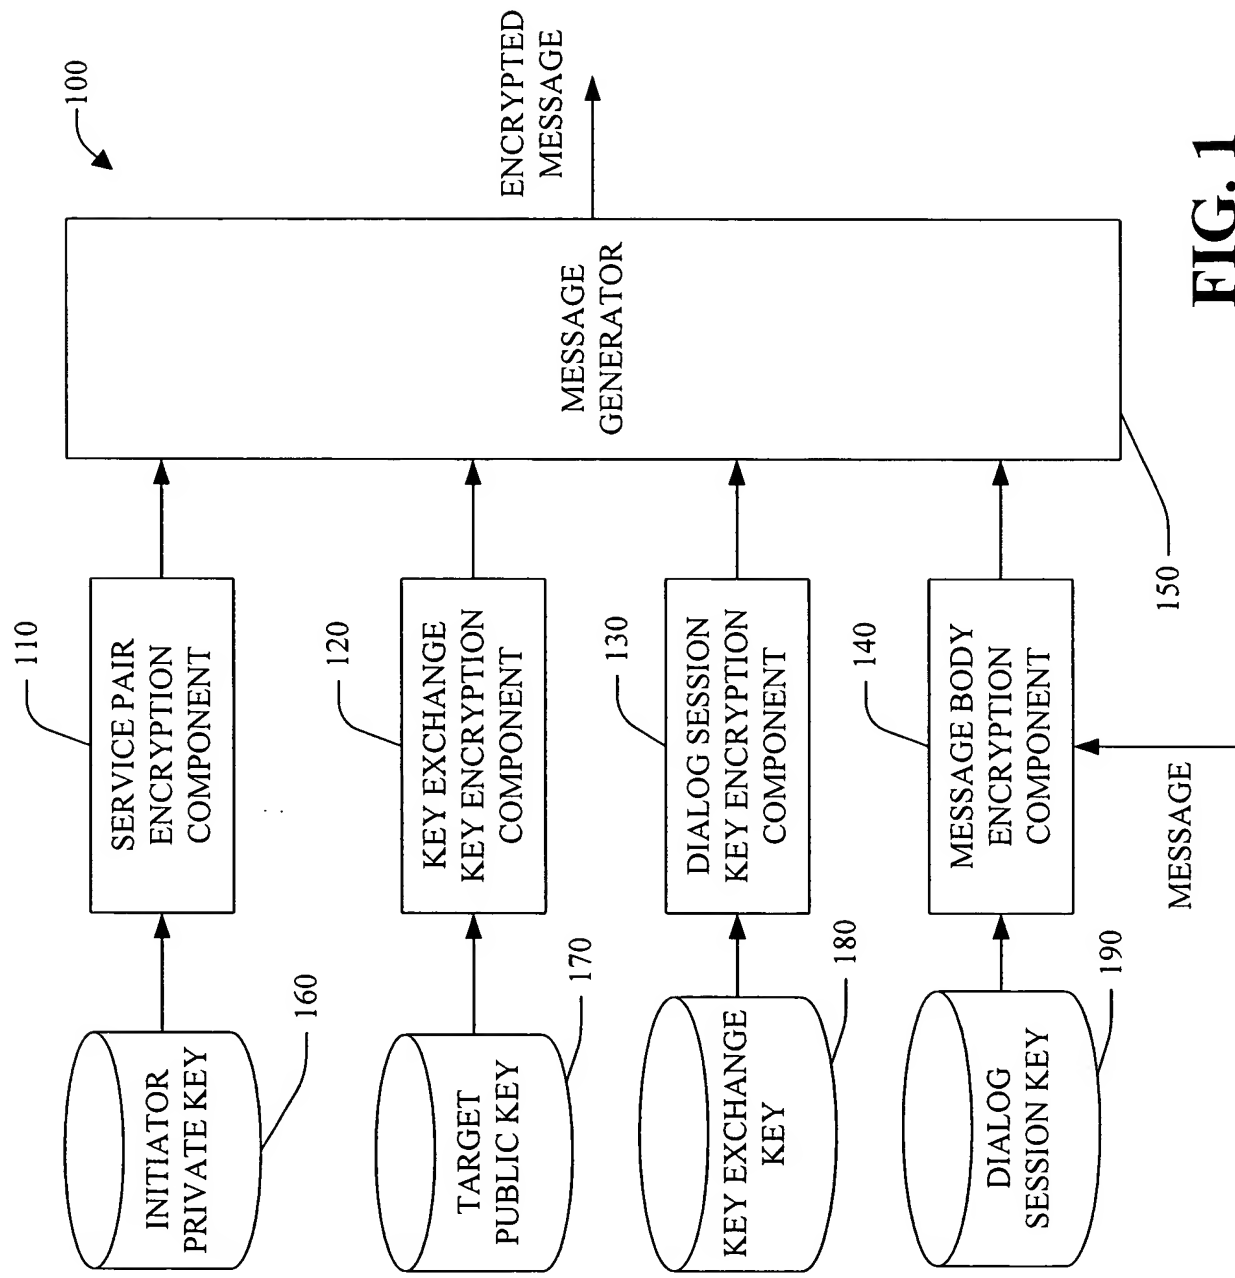 100
INITIATOR
PRIVATE KEY
160
110
SERVICE PAIR
ENCRYPTION
COMPONENT
TARGET
PUBLIC KEY
170
120
KEY EXCHANGE
KEY ENCRYPTION
COMPONENT
KEY EXCHANGE
KEY
180
130
DIALOG SESSION
KEY ENCRYPTION
COMPONENT
DIALOG
SESSION KEY
190
140
MESSAGE BODY
ENCRYPTION
COMPONENT
MESSAGE
MESSAGE
GENERATOR
150
ENCRYPTED
MESSAGE
FIG. 1